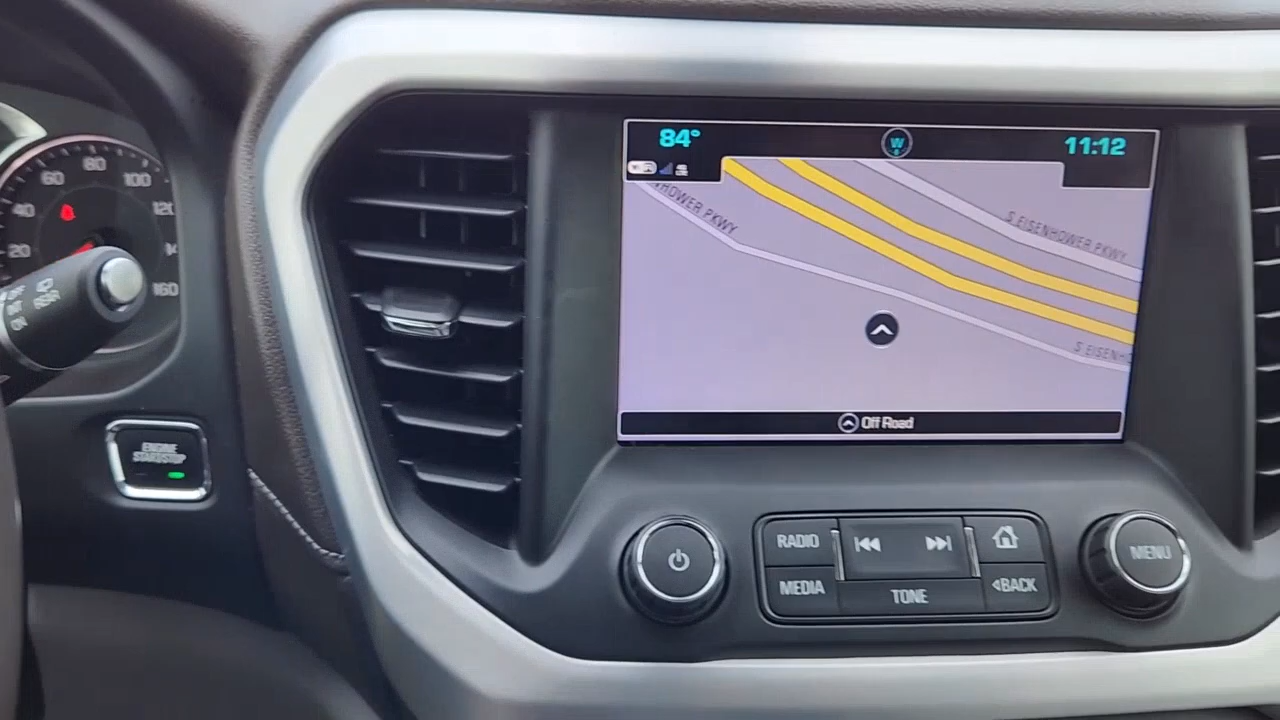 84°
W
11:12
HOWER PKWY
S EISENHOWER PKWY
S EISENH
Off Road
20
40
60
80
100
160
ENGINE
START/STOP
RADIO
MEDIA
TONE
BACK
MENU